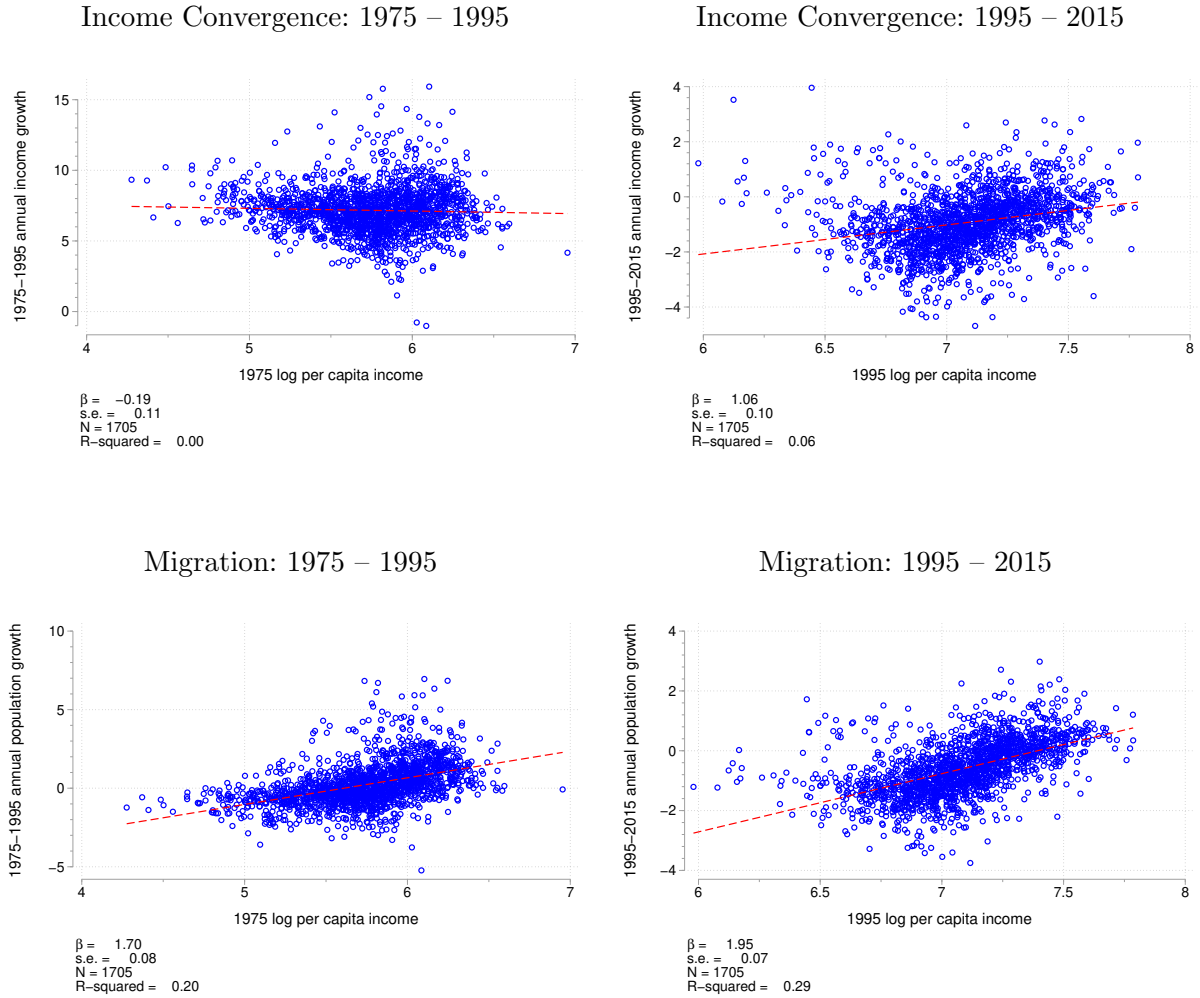 Income Convergence: 1975 – 1995
1975−1995 annual income growth
15
10
5
0
4 5 6 7
1975 log per capita income
β = −0.19
s.e. = 0.11
N = 1705
R−squared = 0.00
Income Convergence: 1995 – 2015
1995−2015 annual income growth
4
2
0
−2
−4
6 6.5 7 7.5 8
1995 log per capita income
β = 1.06
s.e. = 0.10
N = 1705
R−squared = 0.06
Migration: 1975 – 1995
1975−1995 annual population growth
10
5
0
−5
4 5 6 7
1975 log per capita income
β = 1.70
s.e. = 0.08
N = 1705
R−squared = 0.20
Migration: 1995 – 2015
1995−2015 annual population growth
4
2
0
−2
−4
6 6.5 7 7.5 8
1995 log per capita income
β = 1.95
s.e. = 0.07
N = 1705
R−squared = 0.29